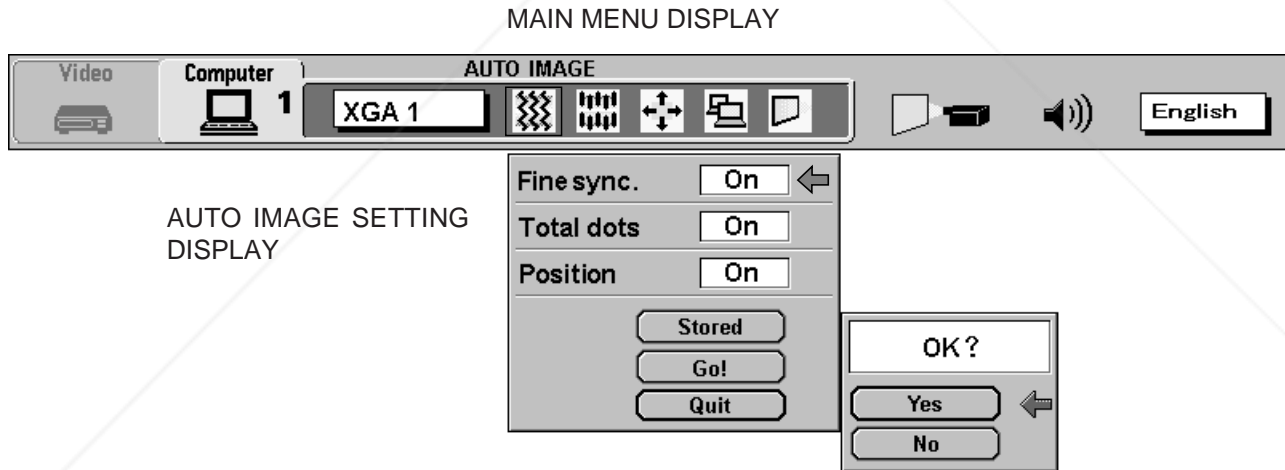 MAIN MENU DISPLAY
Video
Computer
AUTO IMAGE
1
XGA 1
English
AUTO IMAGE SETTING
DISPLAY
Fine sync. On
Total dots On
Position On
Stored
Go!
Quit
OK?
Yes
No